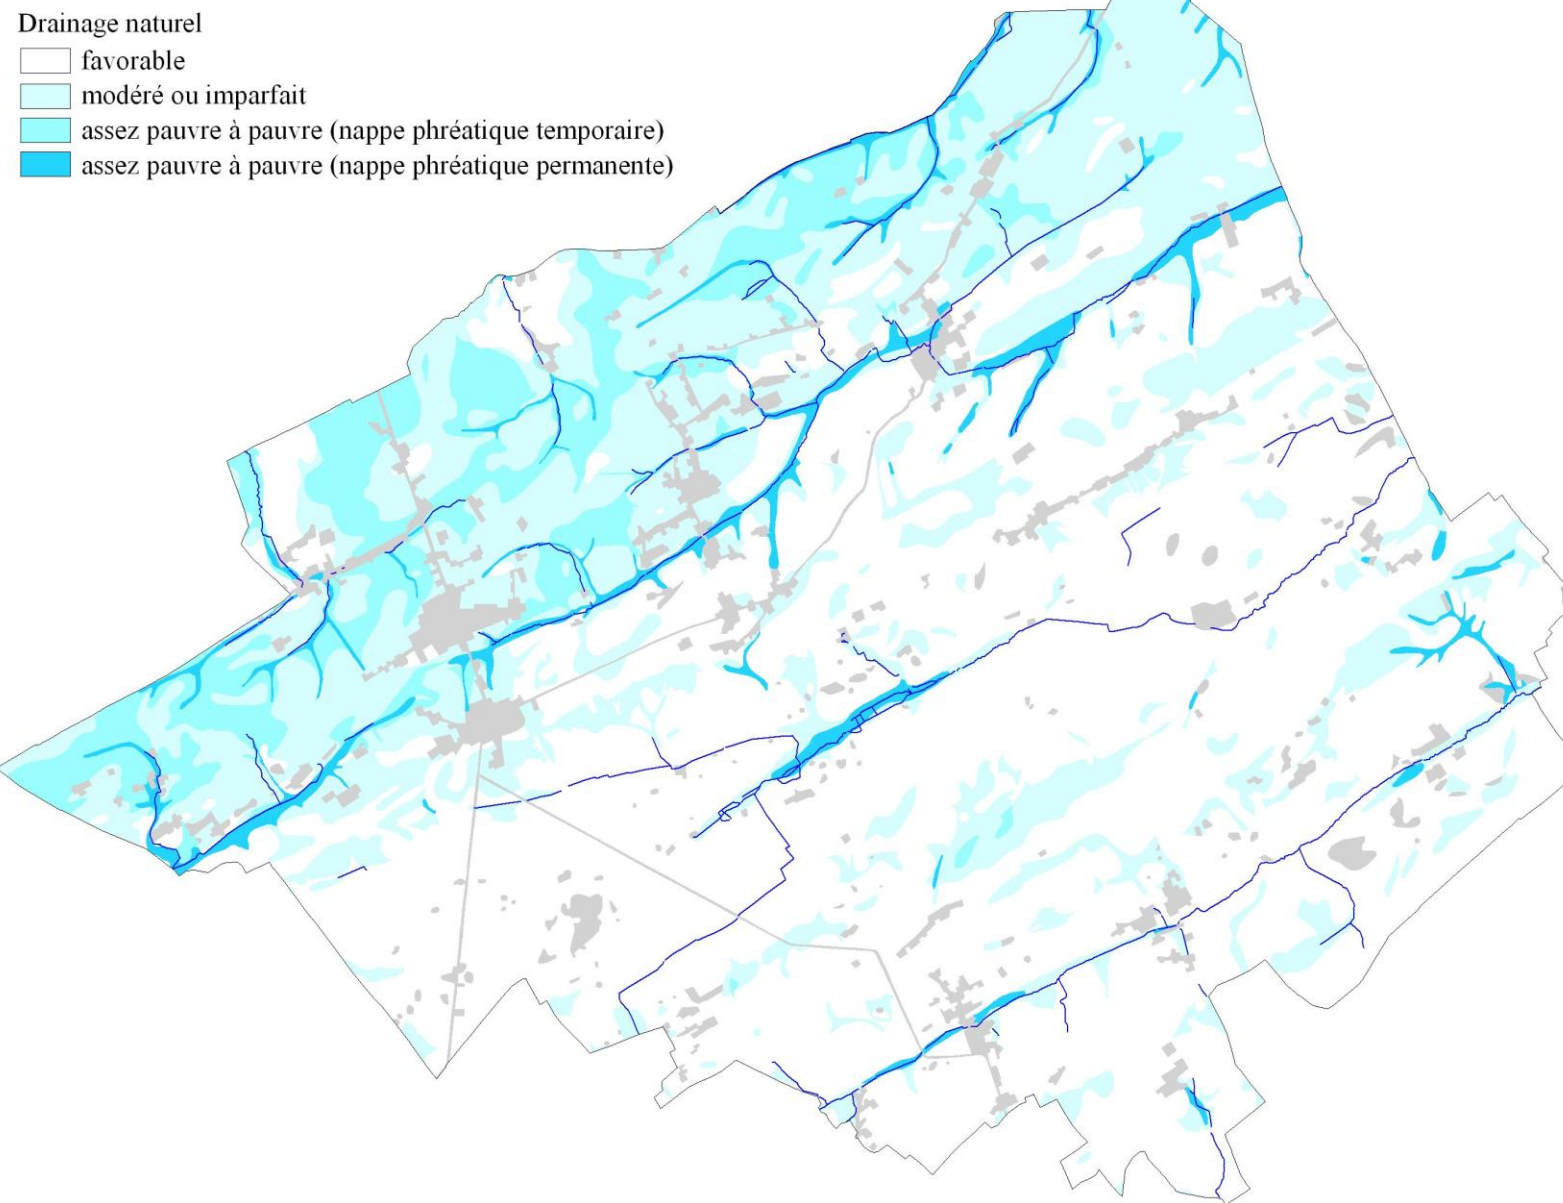 Drainage naturel
favorable
modéré ou imparfait
assez pauvre à pauvre (nappe phréatique temporaire)
assez pauvre à pauvre (nappe phréatique permanente)